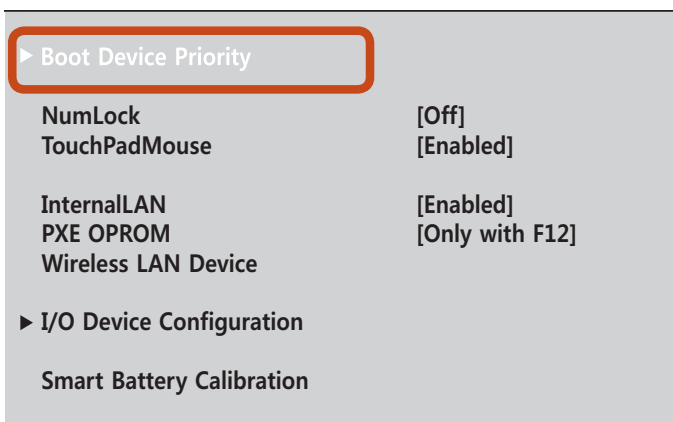 ▶ Boot Device Priority
NumLock [Off]
TouchPadMouse [Enabled]
InternalLAN [Enabled]
PXE OPROM [Only with F12]
Wireless LAN Device
▶ I/O Device Configuration
Smart Battery Calibration